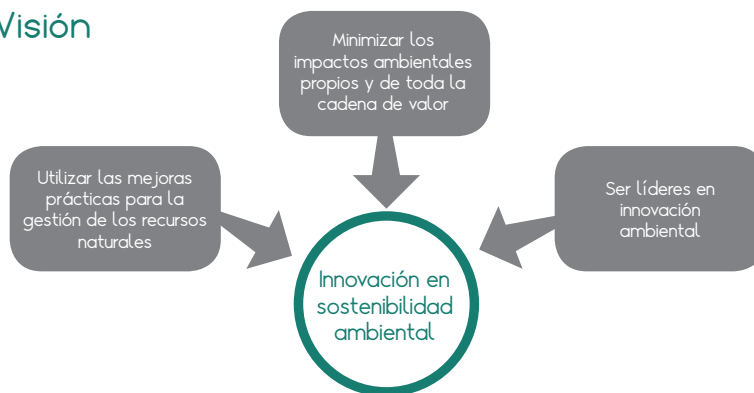 Visión
Minimizar los
impactos ambientales
propios y de toda la
cadena de valor
Utilizar las mejoras
prácticas para la
gestión de los recursos
naturales
Ser líderes en
innovación
ambiental
Innovación en
sostenibilidad
ambiental